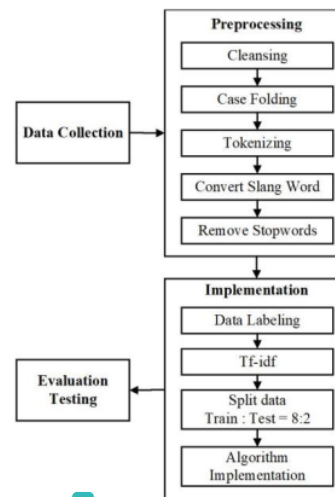 Preprocessing
Cleansing
Case Folding
Data Collection
Tokenizing
Convert Slang Word
Remove Stopwords
Implementation
Data Labeling
Tf-idf
Evaluation
Testing
Split data
Train : Test = 8:2
Algorithm
Implementation